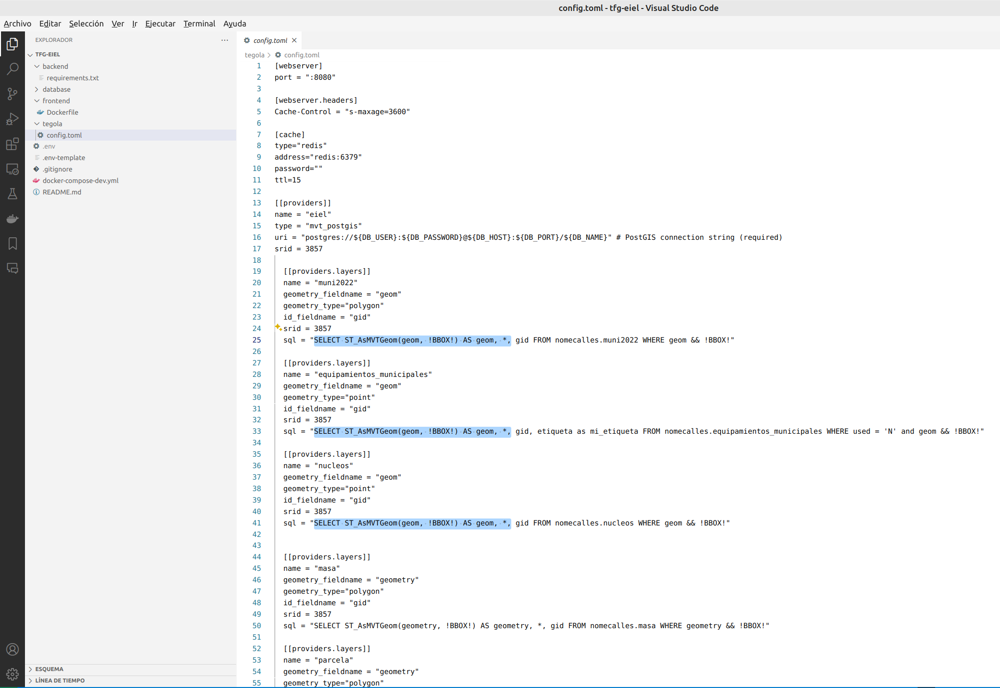 config.toml - tfg-eiel - Visual Studio Code
Archivo Editar Selección Ver Ir Ejecutar Terminal Ayuda
EXPLORADOR ...
TFG-EIEL
backend
requirements.txt
database
frontend
Dockerfile
tegola
config.toml
.env
.env-template
.gitignore
docker-compose-dev.yml
README.md
ESQUEMA
LÍNEA DE TIEMPO
config.toml
tegola > config.toml
1 [webserver]
2 port = ":8080"
3
4 [webserver.headers]
5 Cache-Control = "s-maxage=3600"
6
7 [cache]
8 type="redis"
9 address="redis:6379"
10 password=""
11 ttl=15
12
13 [[providers]]
14 name = "eiel"
15 type = "mvt_postgis"
16 uri = "postgres://${DB_USER}:${DB_PASSWORD}@${DB_HOST}:${DB_PORT}/${DB_NAME}" # PostGIS connection string (required)
17 srid = 3857
18
19 [[providers.layers]]
20 name = "muni2022"
21 geometry_fieldname = "geom"
22 geometry_type="polygon"
23 id_fieldname = "gid"
24 srid = 3857
25 sql = "SELECT ST_AsMVTGeom(geom, !BBOX!) AS geom, *, gid FROM nomecalles.muni2022 WHERE geom && !BBOX!"
26
27 [[providers.layers]]
28 name = "equipamientos_municipales"
29 geometry_fieldname = "geom"
30 geometry_type="point"
31 id_fieldname = "gid"
32 srid = 3857
33 sql = "SELECT ST_AsMVTGeom(geom, !BBOX!) AS geom, *, gid, etiqueta as mi_etiqueta FROM nomecalles.equipamientos_municipales WHERE used = 'N' and geom && !BBOX!"
34
35 [[providers.layers]]
36 name = "nucleos"
37 geometry_fieldname = "geom"
38 geometry_type="point"
39 id_fieldname = "gid"
40 srid = 3857
41 sql = "SELECT ST_AsMVTGeom(geom, !BBOX!) AS geom, *, gid FROM nomecalles.nucleos WHERE geom && !BBOX!"
42
43
44 [[providers.layers]]
45 name = "masa"
46 geometry_fieldname = "geometry"
47 geometry_type="polygon"
48 id_fieldname = "gid"
49 srid = 3857
50 sql = "SELECT ST_AsMVTGeom(geometry, !BBOX!) AS geometry, *, gid FROM nomecalles.masa WHERE geometry && !BBOX!"
51
52 [[providers.layers]]
53 name = "parcela"
54 geometry_fieldname = "geometry"
55 geometry_type="polygon"